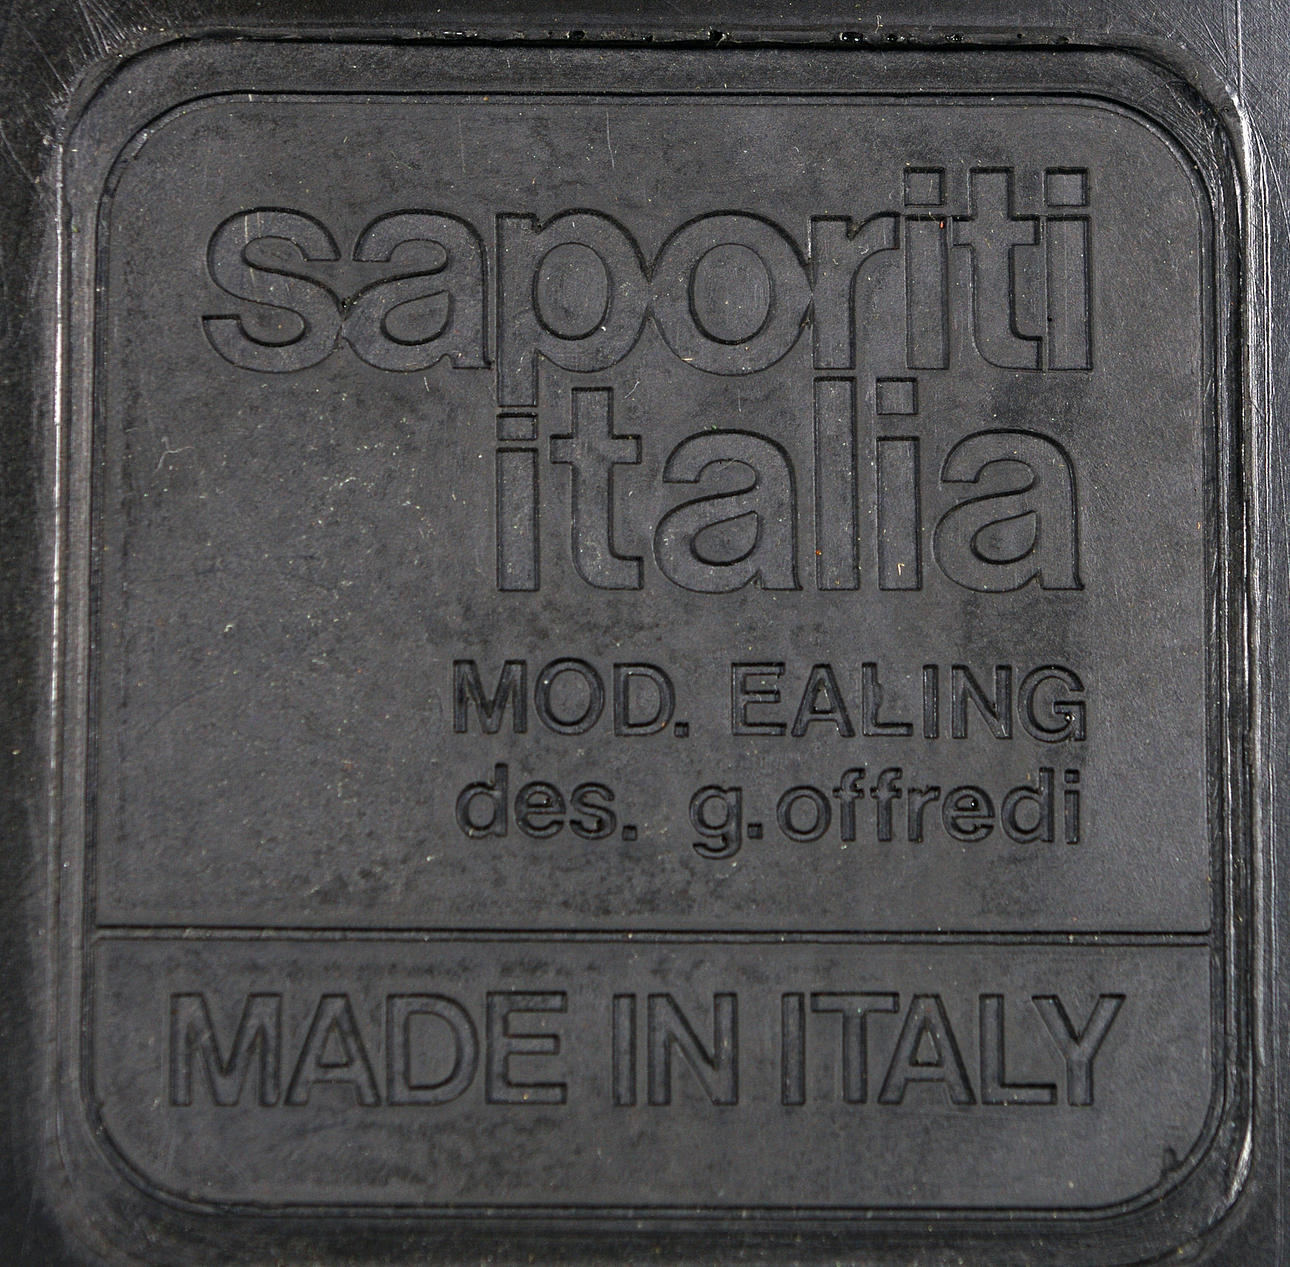 saporiti
italia
MOD. EALING
des. g.offredi
MADE IN ITALY